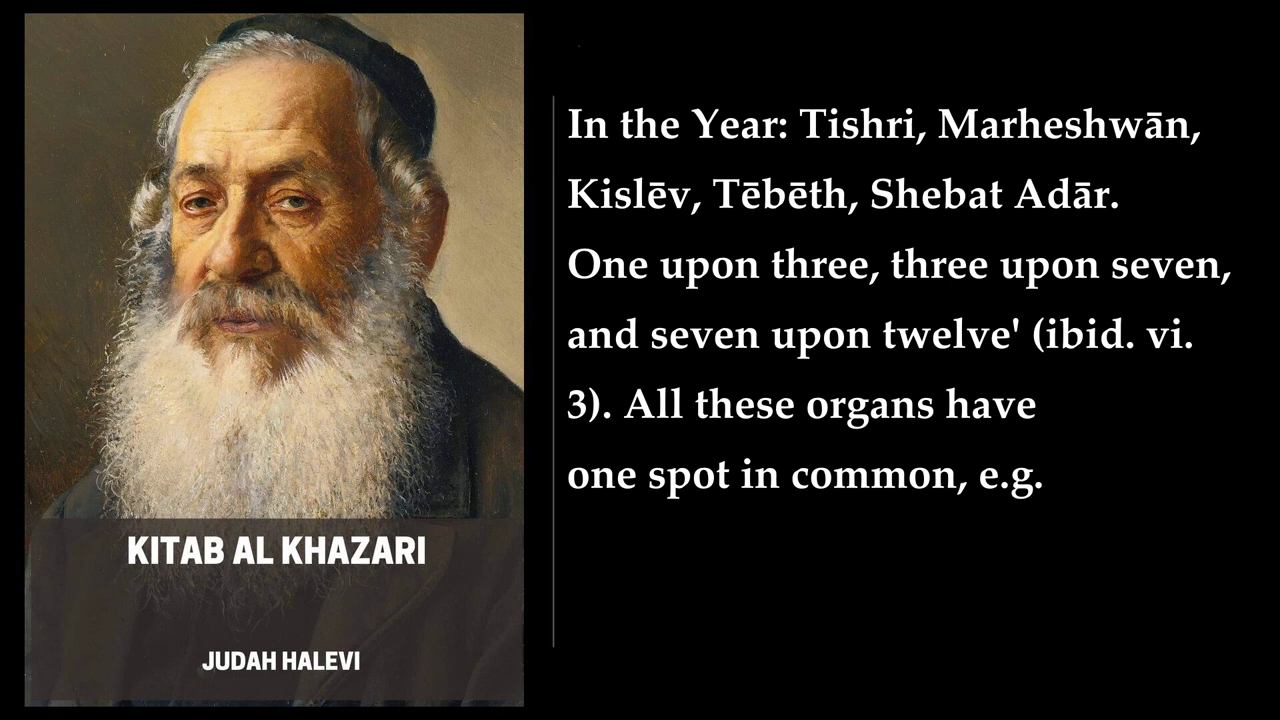 KITAB AL KHAZARI
JUDAH HALEVI
In the Year: Tishri, Marheshwān,
Kislēv, Tēbēth, Shebat Adār.
One upon three, three upon seven,
and seven upon twelve' (ibid. vi.
3). All these organs have
one spot in common, e.g.